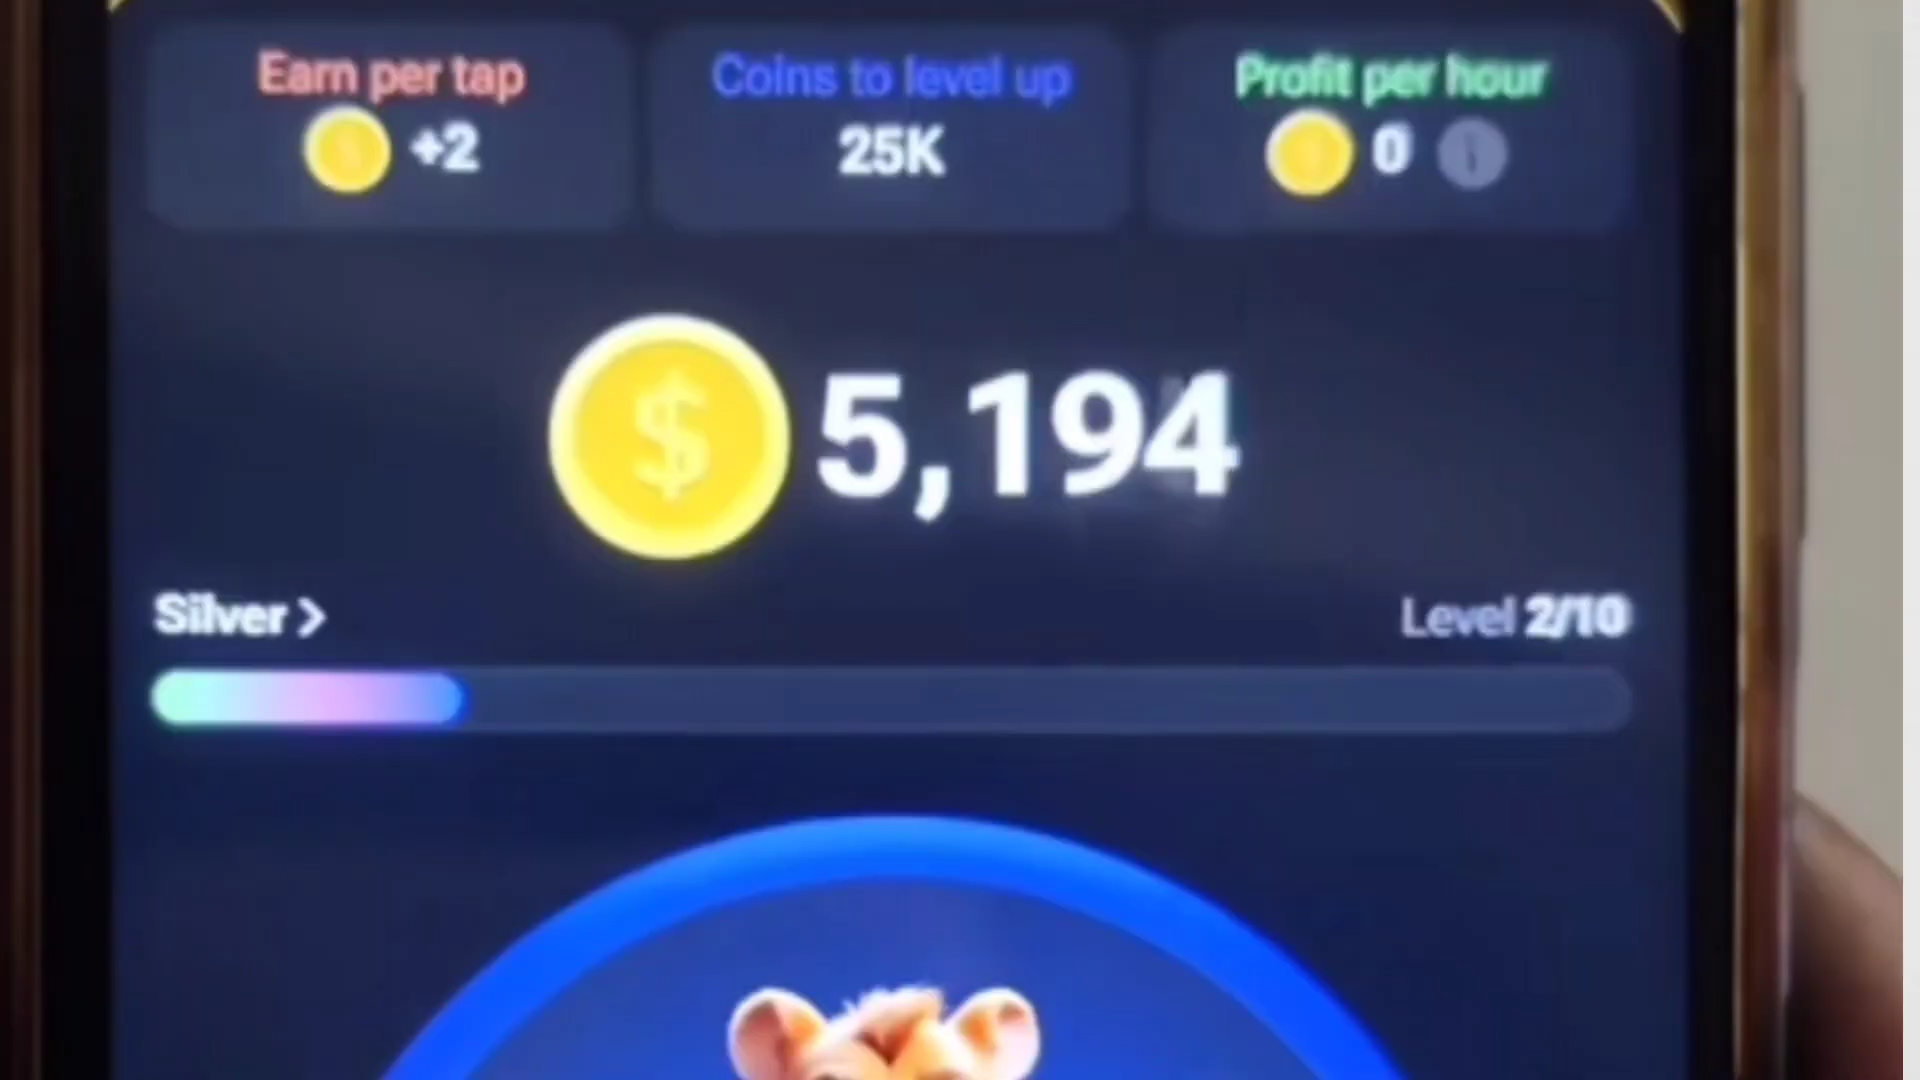 Earn per tap
+2
Coins to level up
25K
Profit per hour
0
$ 5,194
Silver >
Level 2/10